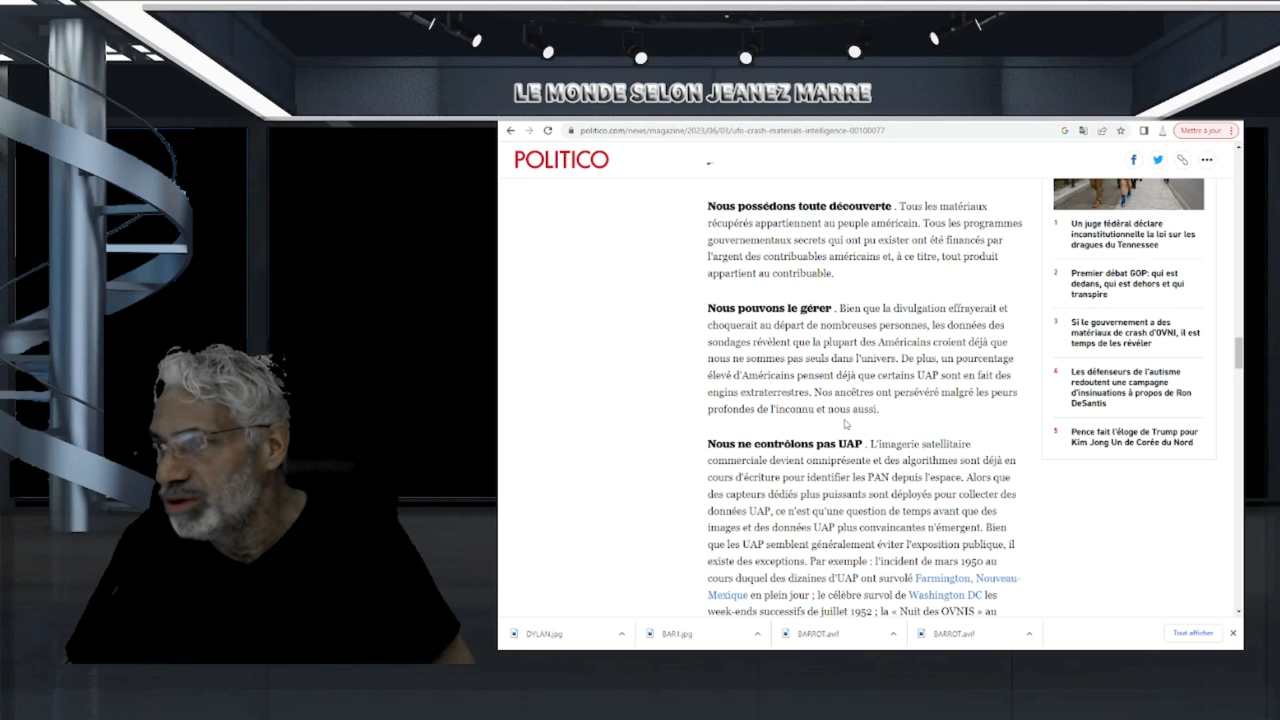 LE MONDE SELON JEANEZ MARRE
politico.com/news/magazine/2023/06/03/ufo-crash-materials-intelligence-00100077
Mettre à jour
POLITICO
Nous possédons toute découverte . Tous les matériaux
récupérés appartiennent au peuple américain. Tous les programmes
gouvernementaux secrets qui ont pu exister ont été financés par
l'argent des contribuables américains et, à ce titre, tout produit
appartient au contribuable.
Nous pouvons le gérer . Bien que la divulgation effrayerait et
choquerait au départ de nombreuses personnes, les données des
sondages révèlent que la plupart des Américains croient déjà que
nous ne sommes pas seuls dans l'univers. De plus, un pourcentage
élevé d'Américains pensent déjà que certains UAP sont en fait des
engins extraterrestres. Nos ancêtres ont persévéré malgré les peurs
profondes de l'inconnu et nous aussi.
Nous ne contrôlons pas UAP . L'imagerie satellitaire
commerciale devient omniprésente et des algorithmes sont déjà en
cours d'écriture pour identifier les PAN depuis l'espace. Alors que
des capteurs dédiés plus puissants sont déployés pour collecter des
données UAP, ce n'est qu'une question de temps avant que des
images et des données UAP plus convaincantes n'émergent. Bien
que les UAP semblent généralement éviter l'exposition publique, il
existe des exceptions. Par exemple : l'incident de mars 1950 au
cours duquel des dizaines d'UAP ont survolé Farmington, Nouveau-
Mexique en plein jour ; le célèbre survol de Washington DC les
week-ends successifs de juillet 1952 ; la « Nuit des OVNIS » au
1 Un juge fédéral déclare
inconstitutionnelle la loi sur les
dragues du Tennessee
2 Premier débat GOP: qui est
dedans, qui est dehors et qui
transpire
3 Si le gouvernement a des
matériaux de crash d'OVNI, il est
temps de les révéler
4 Les défenseurs de l'autisme
redoutent une campagne
d'insinuations à propos de Ron
DeSantis
5 Pence fait l'éloge de Trump pour
Kim Jong Un de Corée du Nord
DYLAN.jpg
BAR1.jpg
BARROT.avif
BARROT.avif
Tout afficher